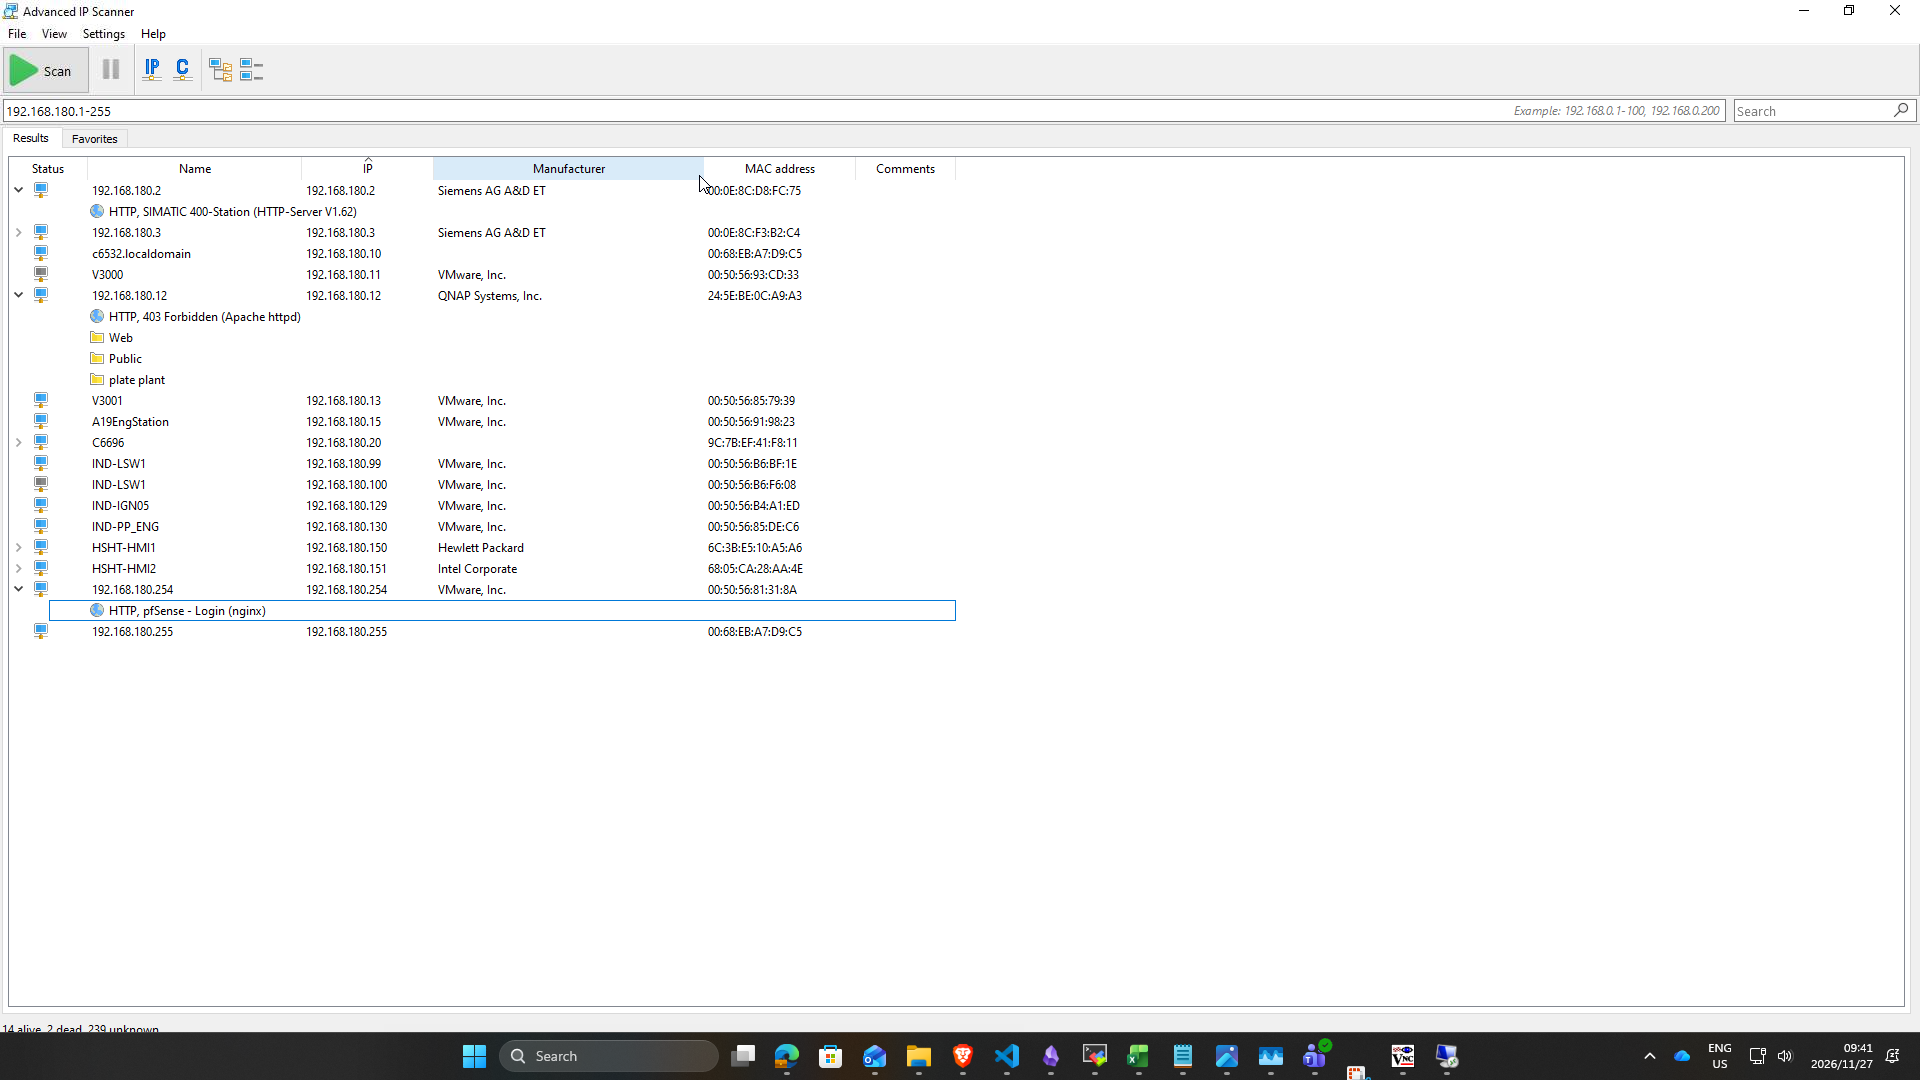 Advanced IP Scanner
File View Settings Help
Scan IP C
192.168.180.1-255 Example: 192.168.0.1-100, 192.168.0.200 Search
Results Favorites
Status Name IP Manufacturer MAC address Comments
192.168.180.2 192.168.180.2 Siemens AG A&D ET 00:0E:8C:D8:FC:75
HTTP, SIMATIC 400-Station (HTTP-Server V1.62)
192.168.180.3 192.168.180.3 Siemens AG A&D ET 00:0E:8C:F3:B2:C4
c6532.localdomain 192.168.180.10 00:68:EB:A7:D9:C5
V3000 192.168.180.11 VMware, Inc. 00:50:56:93:CD:33
192.168.180.12 192.168.180.12 QNAP Systems, Inc. 24:5E:BE:0C:A9:A3
HTTP, 403 Forbidden (Apache httpd)
Web
Public
plate plant
V3001 192.168.180.13 VMware, Inc. 00:50:56:85:79:39
A19EngStation 192.168.180.15 VMware, Inc. 00:50:56:91:98:23
C6696 192.168.180.20 9C:7B:EF:41:F8:11
IND-LSW1 192.168.180.99 VMware, Inc. 00:50:56:B6:BF:1E
IND-LSW1 192.168.180.100 VMware, Inc. 00:50:56:B6:F6:08
IND-IGN05 192.168.180.129 VMware, Inc. 00:50:56:B4:A1:ED
IND-PP_ENG 192.168.180.130 VMware, Inc. 00:50:56:85:DE:C6
HSHT-HMI1 192.168.180.150 Hewlett Packard 6C:3B:E5:10:A5:A6
HSHT-HMI2 192.168.180.151 Intel Corporate 68:05:CA:28:AA:4E
192.168.180.254 192.168.180.254 VMware, Inc. 00:50:56:81:31:8A
HTTP, pfSense - Login (nginx)
192.168.180.255 192.168.180.255 00:68:EB:A7:D9:C5
14 alive, 2 dead, 239 unknown
Search ENG 09:41
US 2026/11/27